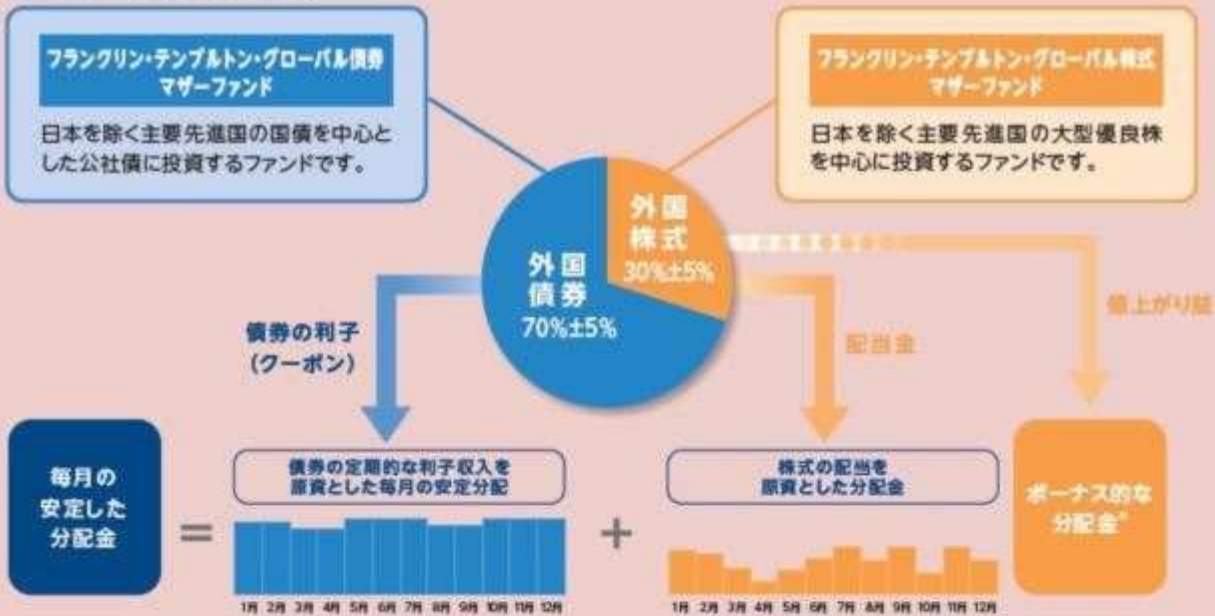 フランクリン・テンプルトン・グローバル債券
マザーファンド
日本を除く主要先進国の国債を中心と
した公社債に投資するファンドです。
フランクリン・テンプルトン・グローバル株式
マザーファンド
日本を除く主要先進国の大型優良株
を中心に投資するファンドです。
外国
株式
30%±5%
外国
債券
70%±5%
債券の利子
(クーポン)
配当金
値上がり益
毎月の
安定した
分配金
=
債券の定期的な利子収入を
原資とした毎月の安定分配
1月 2月 3月 4月 5月 6月 7月 8月 9月 10月 11月 12月
+
株式の配当を
原資とした分配金
1月 2月 3月 4月 5月 6月 7月 8月 9月 10月 11月 12月
ボーナス的な
分配金*